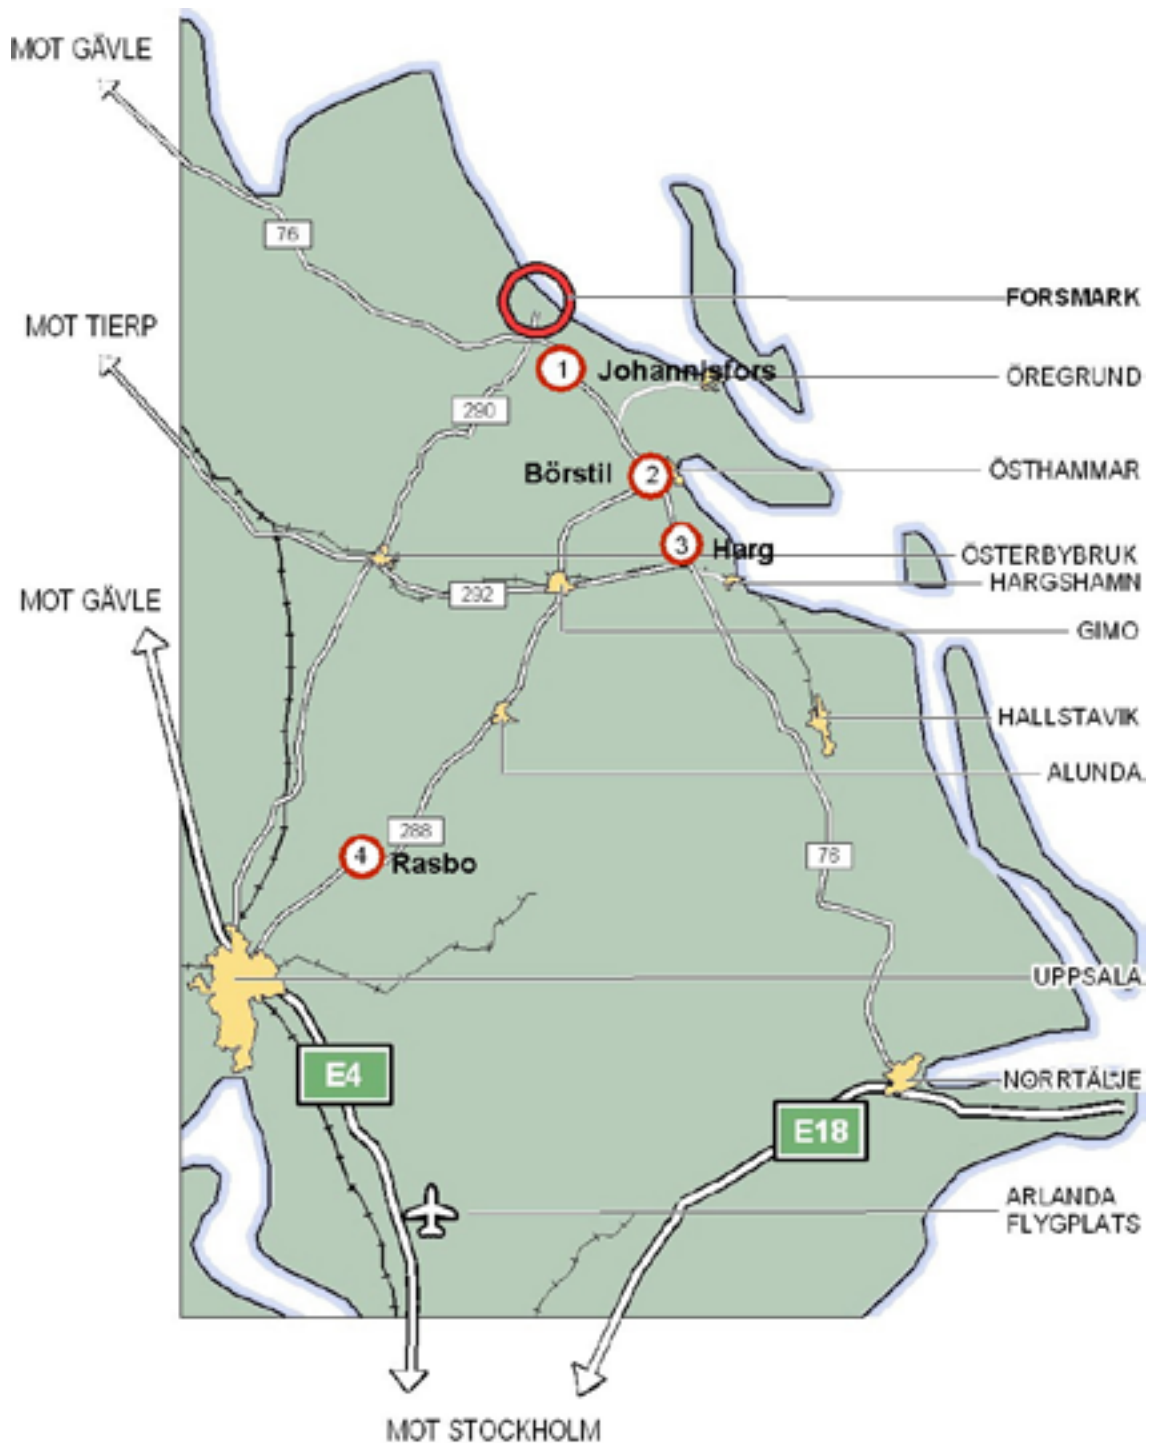 MOT GÄVLE
76
FORSMARK
MOT TIERP
1
Johannisfors
ÖREGRUND
290
Börstil
2
ÖSTHAMMAR
3
Harg
ÖSTERBYBRUK
HARGSHAMN
292
MOT GÄVLE
GIMO
HALLSTAVIK
ALUNDA
288
4
Rasbo
76
UPPSALA
E4
NORRTÄLJE
E18
ARLANDA
FLYGPLATS
MOT STOCKHOLM